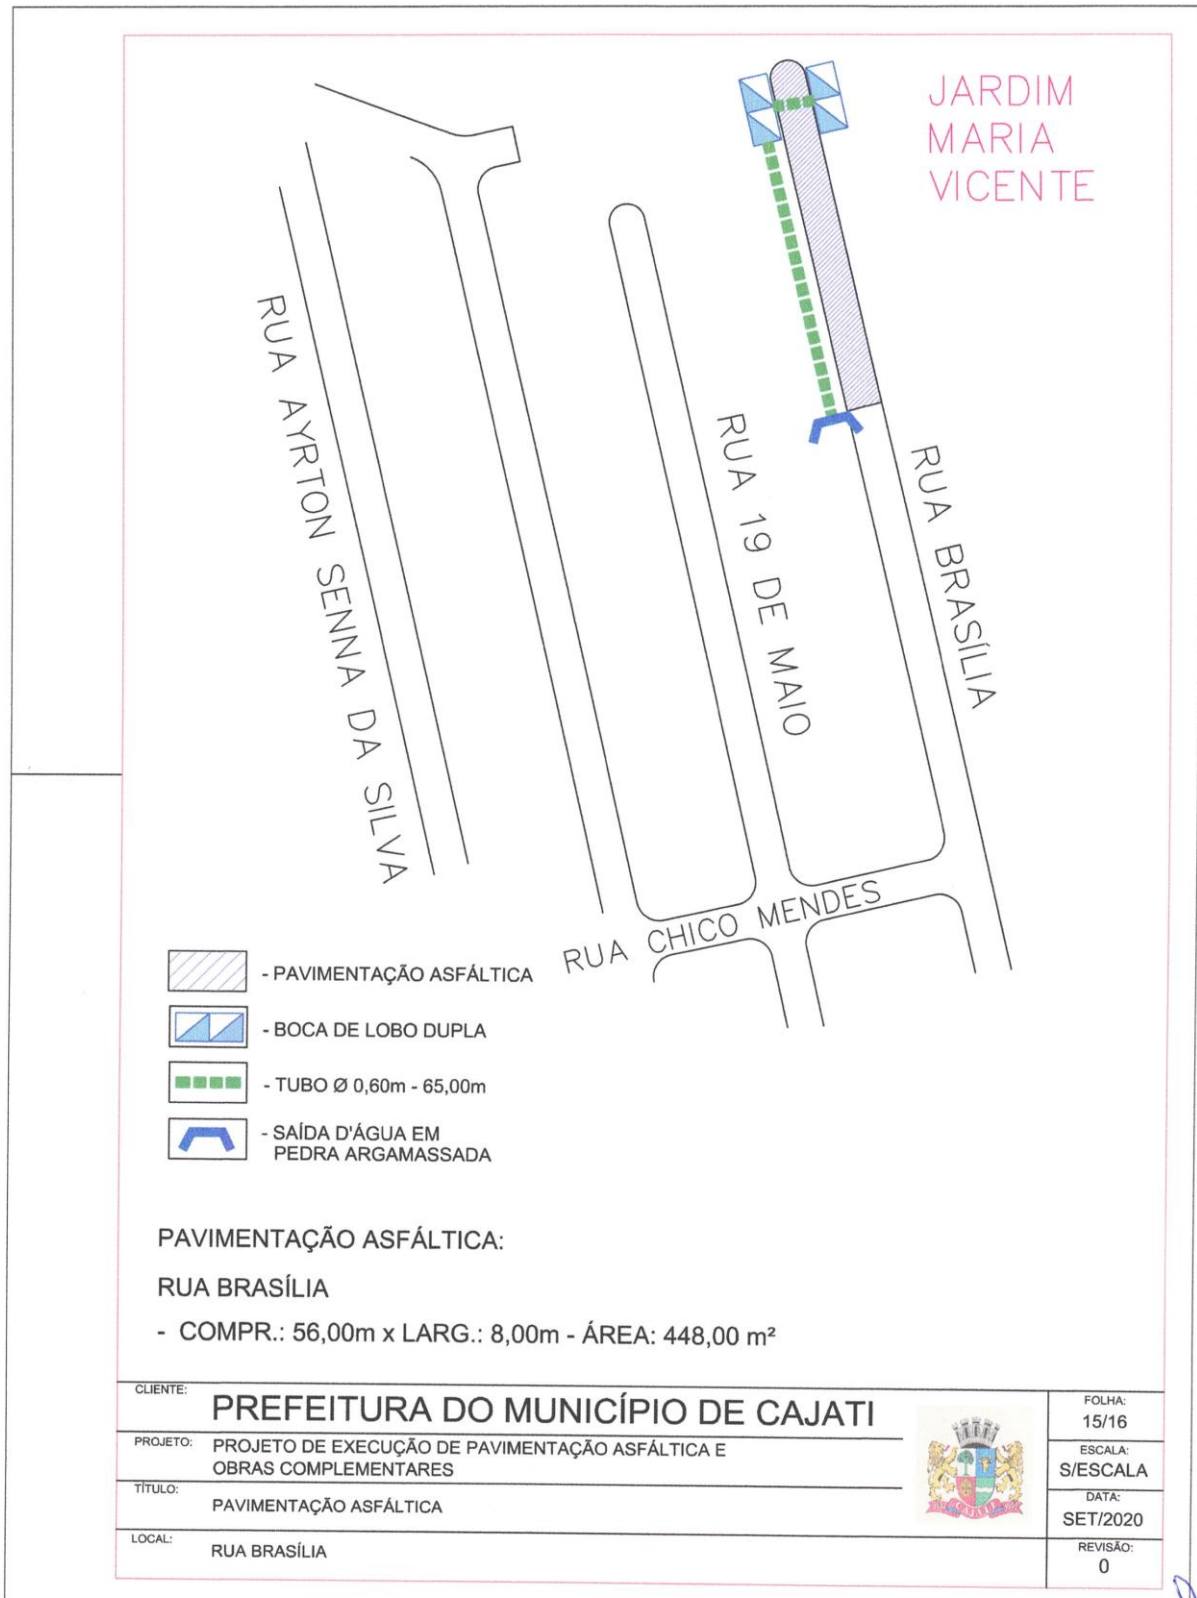 JARDIM
MARIA
VICENTE
RUA AYRTON SENNA DA SILVA
RUA 19 DE MAIO
RUA BRASÍLIA
RUA CHICO MENDES
- PAVIMENTAÇÃO ASFÁLTICA
- BOCA DE LOBO DUPLA
- TUBO Ø 0,60m - 65,00m
- SAÍDA D'ÁGUA EM
PEDRA ARGAMASSADA
PAVIMENTAÇÃO ASFÁLTICA:
RUA BRASÍLIA
- COMPR.: 56,00m x LARG.: 8,00m - ÁREA: 448,00 m²
CLIENTE:
PREFEITURA DO MUNICÍPIO DE CAJATI
PROJETO:
PROJETO DE EXECUÇÃO DE PAVIMENTAÇÃO ASFÁLTICA E
OBRAS COMPLEMENTARES
TÍTULO:
PAVIMENTAÇÃO ASFÁLTICA
LOCAL:
RUA BRASÍLIA
CAJATI
FOLHA:
15/16
ESCALA:
S/ESCALA
DATA:
SET/2020
REVISÃO:
0